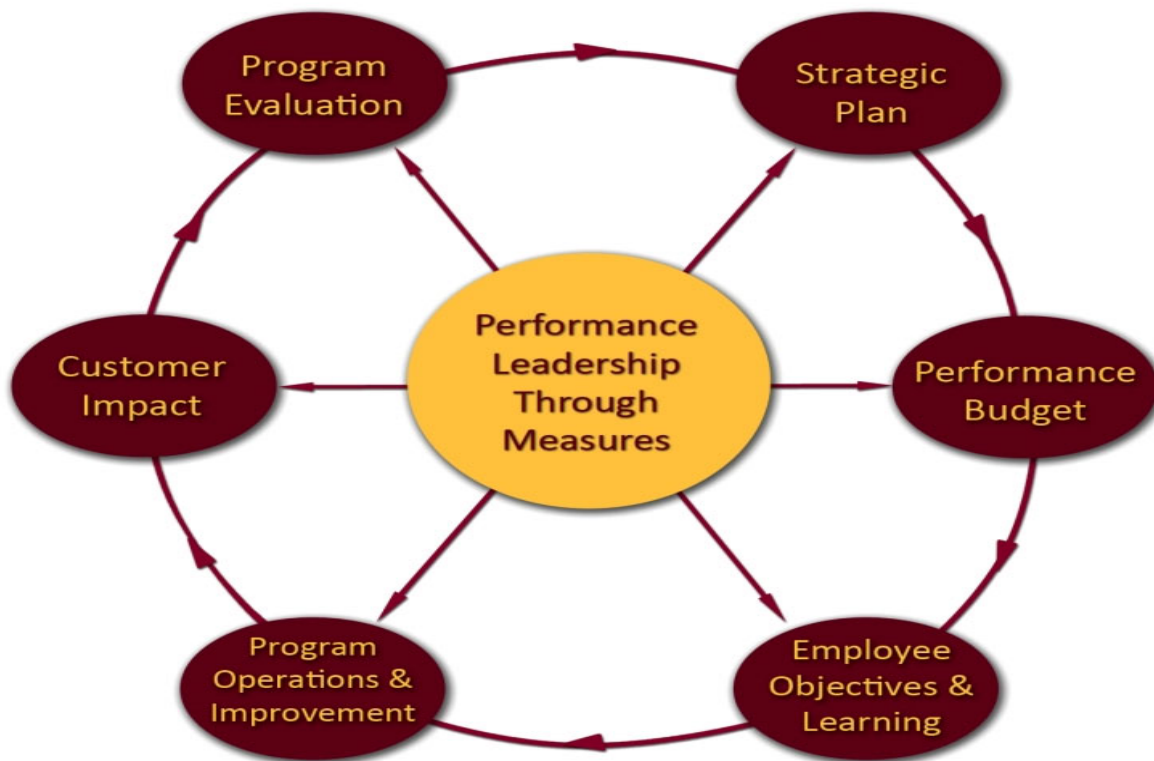 Program
Evaluation
Strategic
Plan
Performance
Leadership
Through
Measures
Customer
Impact
Performance
Budget
Program
Operations &
Improvement
Employee
Objectives &
Learning